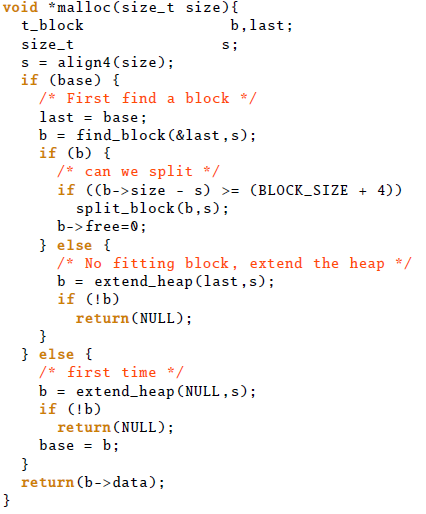 void *malloc(size_t size){
  t_block                b,last;
  size_t                s;
  s = align4(size);
  if (base) {
    /* First find a block */
    last = base;
    b = find_block(&last,s);
    if (b) {
      /* can we split */
      if ((b->size - s) >= (BLOCK_SIZE + 4))
        split_block(b,s);
      b->free=0;
    } else {
      /* No fitting block, extend the heap */
      b = extend_heap(last,s);
      if (!b)
        return(NULL);
    }
  } else {
    /* first time */
    b = extend_heap(NULL,s);
    if (!b)
      return(NULL);
    base = b;
  }
  return(b->data);
}